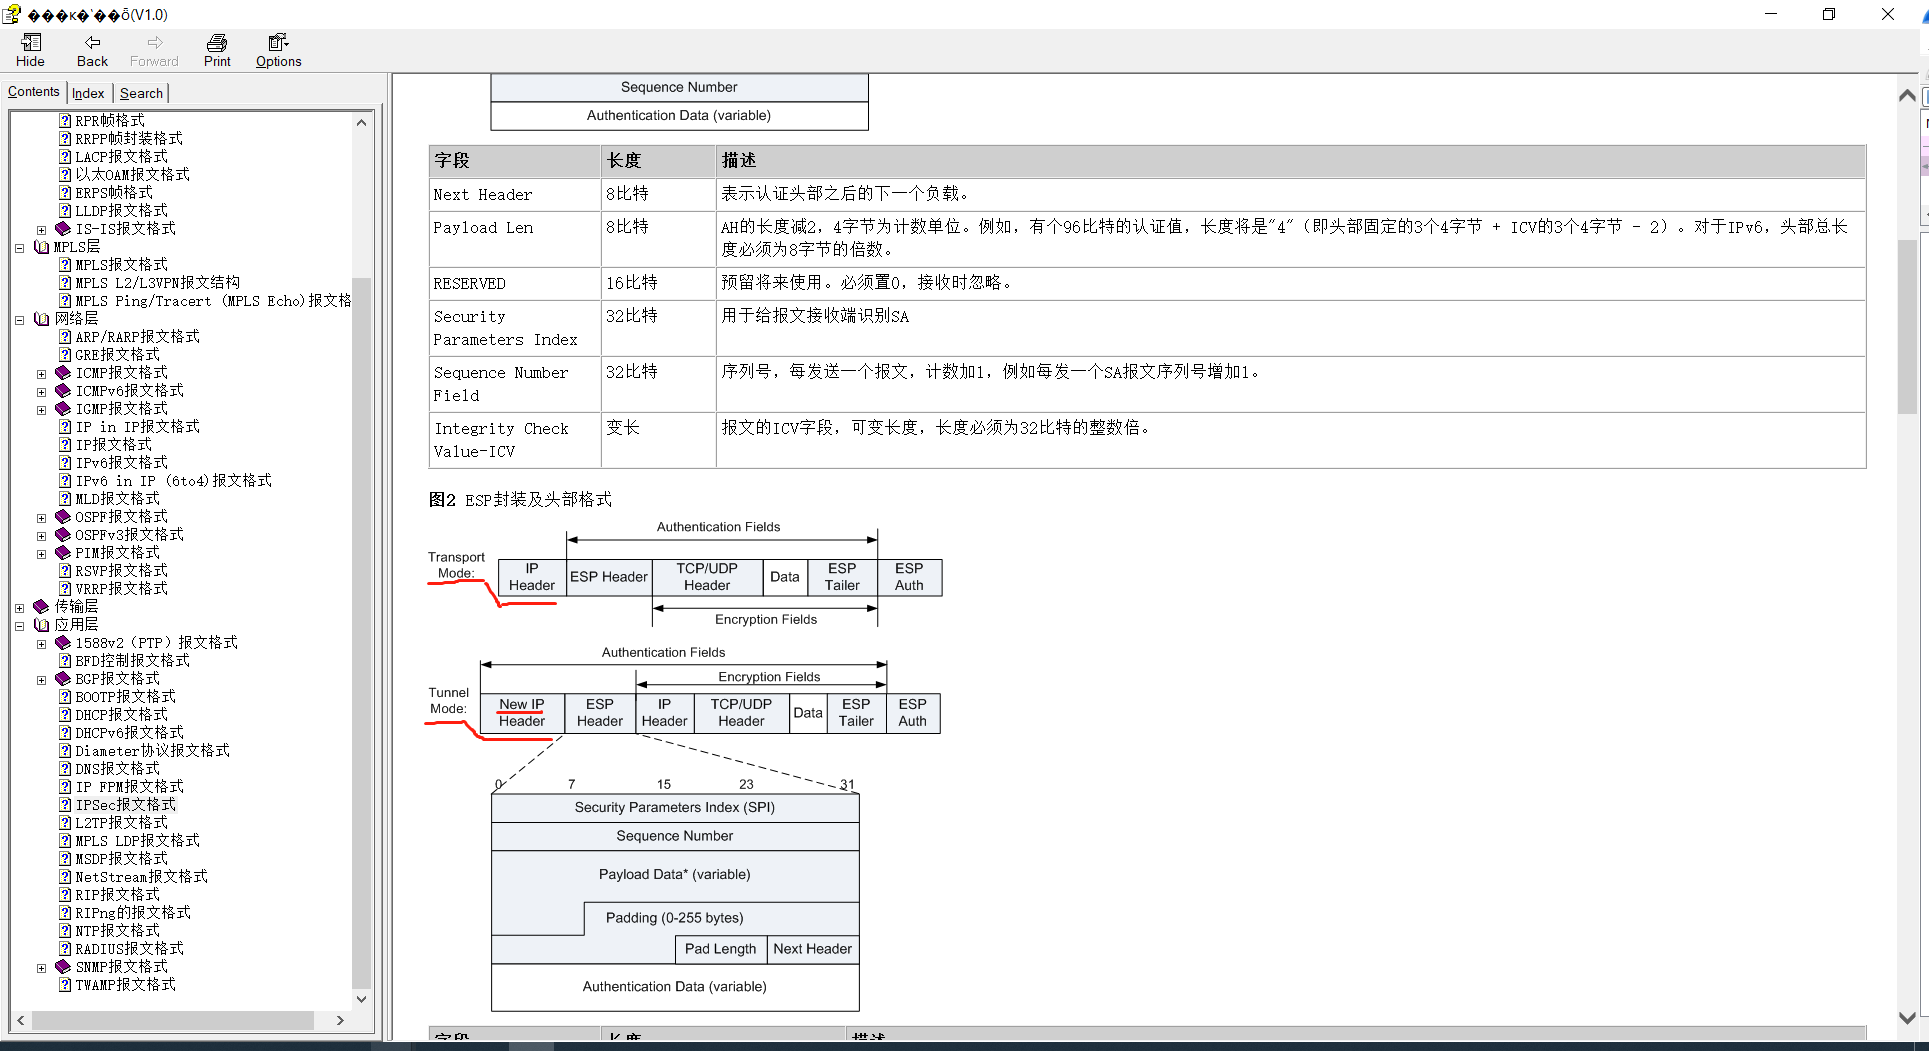 (V1.0)
Hide
Back
Forward
Print
Options
Contents
Index
Search
RPR帧格式
RRPP帧封装格式
LACP报文格式
以太OAM报文格式
ERPS帧格式
LLDP报文格式
IS-IS报文格式
MPLS层
MPLS报文格式
MPLS L2/L3VPN报文结构
MPLS Ping/Tracert (MPLS Echo)报文格
网络层
ARP/RARP报文格式
GRE报文格式
ICMP报文格式
ICMPv6报文格式
IGMP报文格式
IP in IP报文格式
IP报文格式
IPv6报文格式
IPv6 in IP (6to4)报文格式
MLD报文格式
OSPF报文格式
OSPFv3报文格式
PIM报文格式
RSVP报文格式
VRRP报文格式
传输层
应用层
1588v2（PTP）报文格式
BFD控制报文格式
BGP报文格式
BOOTP报文格式
DHCP报文格式
DHCPv6报文格式
Diameter协议报文格式
DNS报文格式
IP FPM报文格式
IPSec报文格式
L2TP报文格式
MPLS LDP报文格式
MSDP报文格式
NetStream报文格式
RIP报文格式
RIPng的报文格式
NTP报文格式
RADIUS报文格式
SNMP报文格式
TWAMP报文格式
Sequence Number
Authentication Data (variable)
字段 长度 描述
Next Header 8比特 表示认证头部之后的下一个负载。
Payload Len 8比特 AH的长度减2，4字节为计数单位。例如，有个96比特的认证值，长度将是"4"（即头部固定的3个4字节 + ICV的3个4字节 - 2）。对于IPv6，头部总长
度必须为8字节的倍数。
RESERVED 16比特 预留将来使用。必须置0，接收时忽略。
Security 32比特 用于给报文接收端识别SA
Parameters Index
Sequence Number 32比特 序列号，每发送一个报文，计数加1，例如每发一个SA报文序列号增加1。
Field
Integrity Check 变长 报文的ICV字段，可变长度，长度必须为32比特的整数倍。
Value-ICV
图2 ESP封装及头部格式
Authentication Fields
Transport
Mode:
IP
Header
ESP Header
TCP/UDP
Header
Data
ESP
Tailer
ESP
Auth
Encryption Fields
Authentication Fields
Encryption Fields
Tunnel
Mode:
New IP
Header
ESP
Header
IP
Header
TCP/UDP
Header
Data
ESP
Tailer
ESP
Auth
0 7 15 23 31
Security Parameters Index (SPI)
Sequence Number
Payload Data* (variable)
Padding (0-255 bytes)
Pad Length Next Header
Authentication Data (variable)
字段 长度 描述